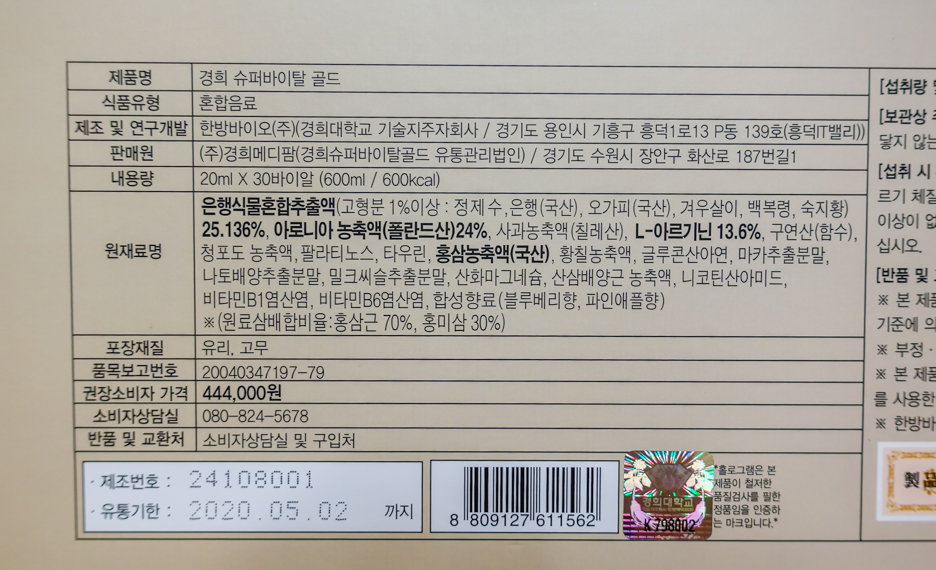 제품명 경희 슈퍼바이탈 골드
식품유형 혼합음료
제조 및 연구개발 한방바이오(주)(경희대학교 기술지주자회사 / 경기도 용인시 기흥구 흥덕1로13 P동 139호(흥덕IT밸리))
판매원 (주)경희메디팜(경희슈퍼바이탈골드 유통관리법인) / 경기도 수원시 장안구 화산로 187번길1
내용량 20ml X 30바이알 (600ml / 600kcal)
원재료명 은행식물혼합추출액(고형분 1%이상 : 정제수, 은행(국산), 오가피(국산), 겨우살이, 백복령, 숙지황)
25.136%, 아로니아 농축액(폴란드산)24%, 사과농축액(칠레산), L-아르기닌 13.6%, 구연산(함수),
청포도 농축액, 팔라티노스, 타우린, 홍삼농축액(국산), 황칠농축액, 글루콘산아연, 마카추출분말,
나토배양추출분말, 밀크씨슬추출분말, 산화마그네슘, 산삼배양근 농축액, 니코틴산아미드,
비타민B1염산염, 비타민B6염산염, 합성향료(블루베리향, 파인애플향)
※(원료삼배합비율:홍삼근 70%, 홍미삼 30%)
포장재질 유리, 고무
품목보고번호 20040347197-79
권장소비자 가격 444,000원
소비자상담실 080-824-5678
반품 및 교환처 소비자상담실 및 구입처
· 제조번호 : 24108001
· 유통기한 : 2020.05.02 까지
8 809127 611562
경희대학교
K798802
*홀로그램은 본
제품이 철저한
품질검사를 필한
정품임을 인증하
는 마크입니다.*
[섭취량 및
[보관상 주
닿지 않는
[섭취 시
르기 체질
이상이 없
십시오.
[반품 및 교
※ 본 제품
기준에 의
※ 부정 ·
※ 본 제품
를 사용한
※ 한방바
製品